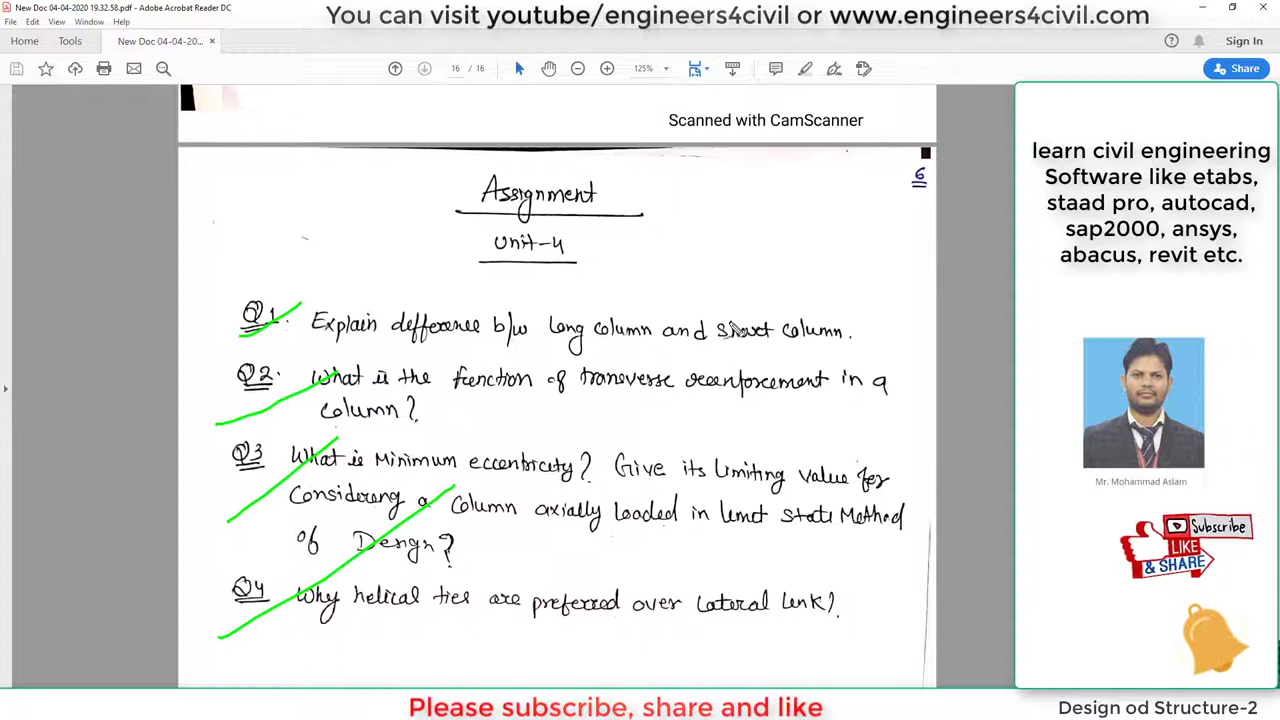 New Doc 04-04-2020 19.32.58.pdf - Adobe Acrobat Reader DC
You can visit youtube/engineers4civil or www.engineers4civil.com
File Edit View Window Help
Home Tools New Doc 04-04-20... × Sign In
16 / 16 125% Share
Scanned with CamScanner
6
Assignment
Unit-4
Q1. Explain difference b/w long column and short column.
Q2. What is the function of transverse reenforcement in a
column?
Q3 What is Minimum eccentricity? Give its limiting value for
Considering a Column axially loaded in limit state Method
of Design?
Q4 Why helical ties are preferred over Lateral link?
learn civil engineering
Software like etabs,
staad pro, autocad,
sap2000, ansys,
abacus, revit etc.
Mr. Mohammad Aslam
Subscribe
LIKE
& SHARE
Please subscribe, share and like
Design od Structure-2